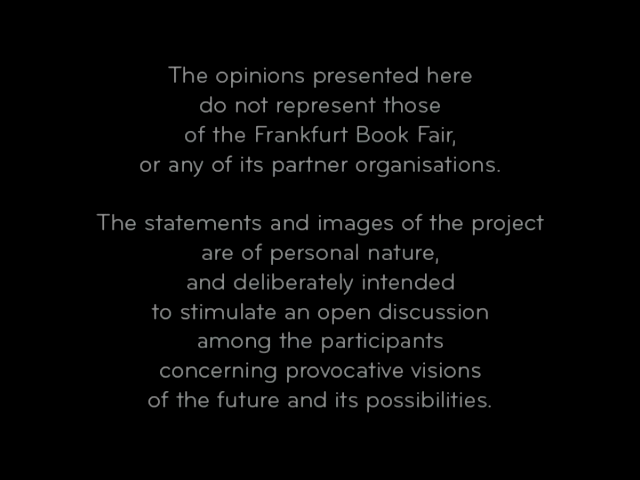 The opinions presented here
do not represent those
of the Frankfurt Book Fair,
or any of its partner organisations.
The statements and images of the project
are of personal nature,
and deliberately intended
to stimulate an open discussion
among the participants
concerning provocative visions
of the future and its possibilities.